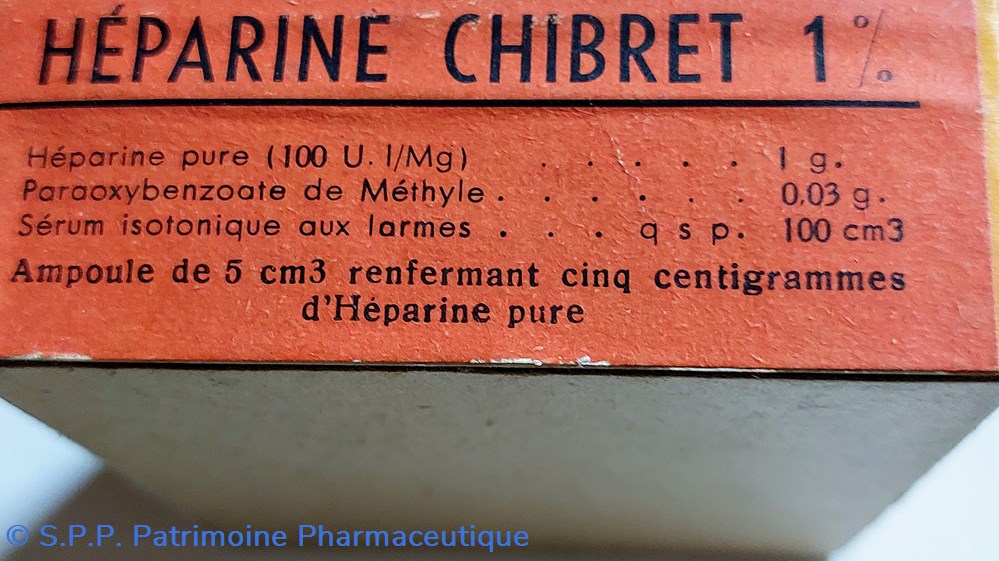 HÉPARINE CHIBRET 1 %
Héparine pure (100 U. I/Mg) . . . . . . 1 g.
Paraoxybenzoate de Méthyle . . . . . . 0,03 g.
Sérum isotonique aux larmes . . . q s p. 100 cm3
Ampoule de 5 cm3 renfermant cinq centigrammes
d'Héparine pure
© S.P.P. Patrimoine Pharmaceutique